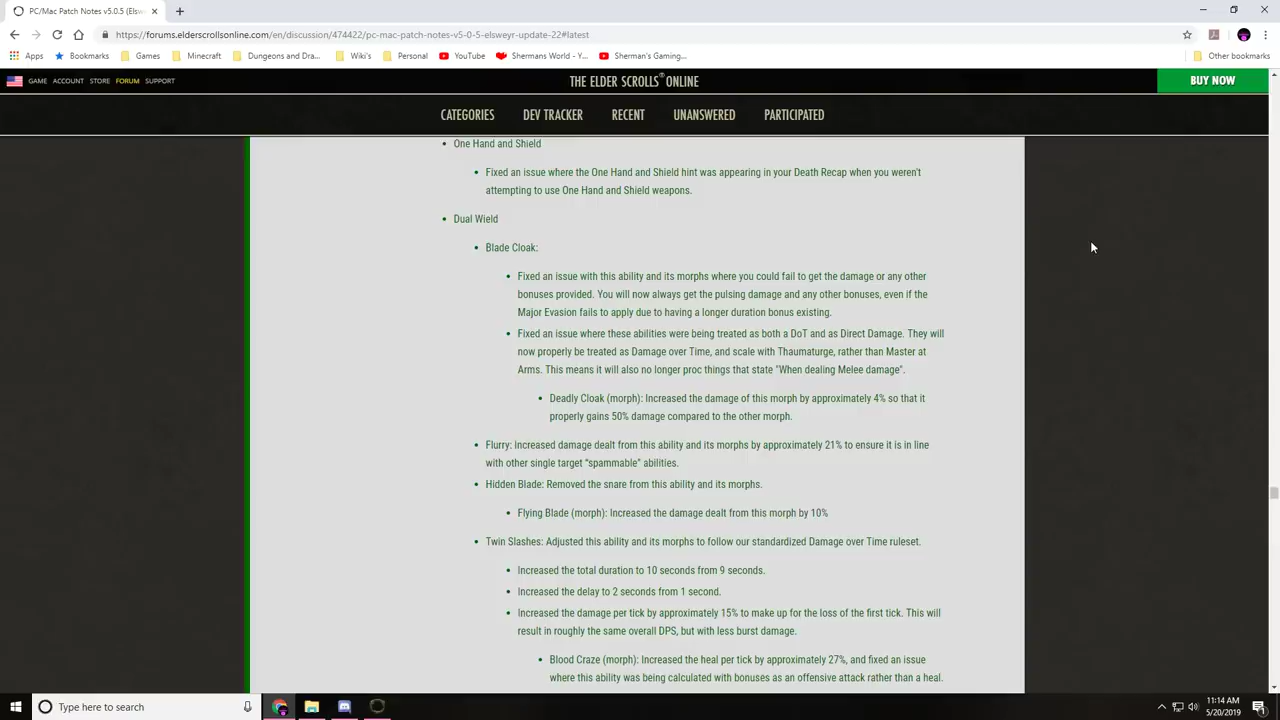 PC/Mac Patch Notes v5.0.5 (Elsw
https://forums.elderscrollsonline.com/en/discussion/474422/pc-mac-patch-notes-v5-0-5-elsweyr-update-22#latest
Apps Bookmarks Games Minecraft Dungeons and Dra... Wiki's Personal YouTube Shermans World - Y... Sherman's Gaming... Other bookmarks
GAME ACCOUNT STORE FORUM SUPPORT THE ELDER SCROLLS® ONLINE BUY NOW
CATEGORIES DEV TRACKER RECENT UNANSWERED PARTICIPATED
• One Hand and Shield
• Fixed an issue where the One Hand and Shield hint was appearing in your Death Recap when you weren't
attempting to use One Hand and Shield weapons.
• Dual Wield
• Blade Cloak:
• Fixed an issue with this ability and its morphs where you could fail to get the damage or any other
bonuses provided. You will now always get the pulsing damage and any other bonuses, even if the
Major Evasion fails to apply due to having a longer duration bonus existing.
• Fixed an issue where these abilities were being treated as both a DoT and as Direct Damage. They will
now properly be treated as Damage over Time, and scale with Thaumaturge, rather than Master at
Arms. This means it will also no longer proc things that state "When dealing Melee damage".
• Deadly Cloak (morph): Increased the damage of this morph by approximately 4% so that it
properly gains 50% damage compared to the other morph.
• Flurry: increased damage dealt from this ability and its morphs by approximately 21% to ensure it is in line
with other single target “spammable” abilities.
• Hidden Blade: Removed the snare from this ability and its morphs.
• Flying Blade (morph): Increased the damage dealt from this morph by 10%
• Twin Slashes: Adjusted this ability and its morphs to follow our standardized Damage over Time ruleset.
• Increased the total duration to 10 seconds from 9 seconds.
• Increased the delay to 2 seconds from 1 second.
• Increased the damage per tick by approximately 15% to make up for the loss of the first tick. This will
result in roughly the same overall DPS, but with less burst damage.
• Blood Craze (morph): Increased the heal per tick by approximately 27%, and fixed an issue
where this ability was being calculated with bonuses as an offensive attack rather than a heal.
Type here to search
11:14 AM
5/20/2019